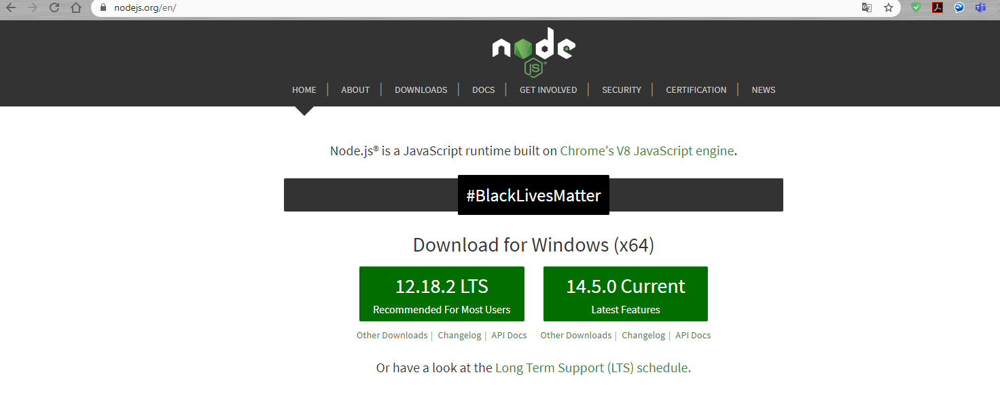 nodejs.org/en/
node
JS
HOME | ABOUT | DOWNLOADS | DOCS | GET INVOLVED | SECURITY | CERTIFICATION | NEWS
Node.js® is a JavaScript runtime built on Chrome's V8 JavaScript engine.
#BlackLivesMatter
Download for Windows (x64)
12.18.2 LTS
Recommended For Most Users
14.5.0 Current
Latest Features
Other Downloads | Changelog | API Docs
Other Downloads | Changelog | API Docs
Or have a look at the Long Term Support (LTS) schedule.